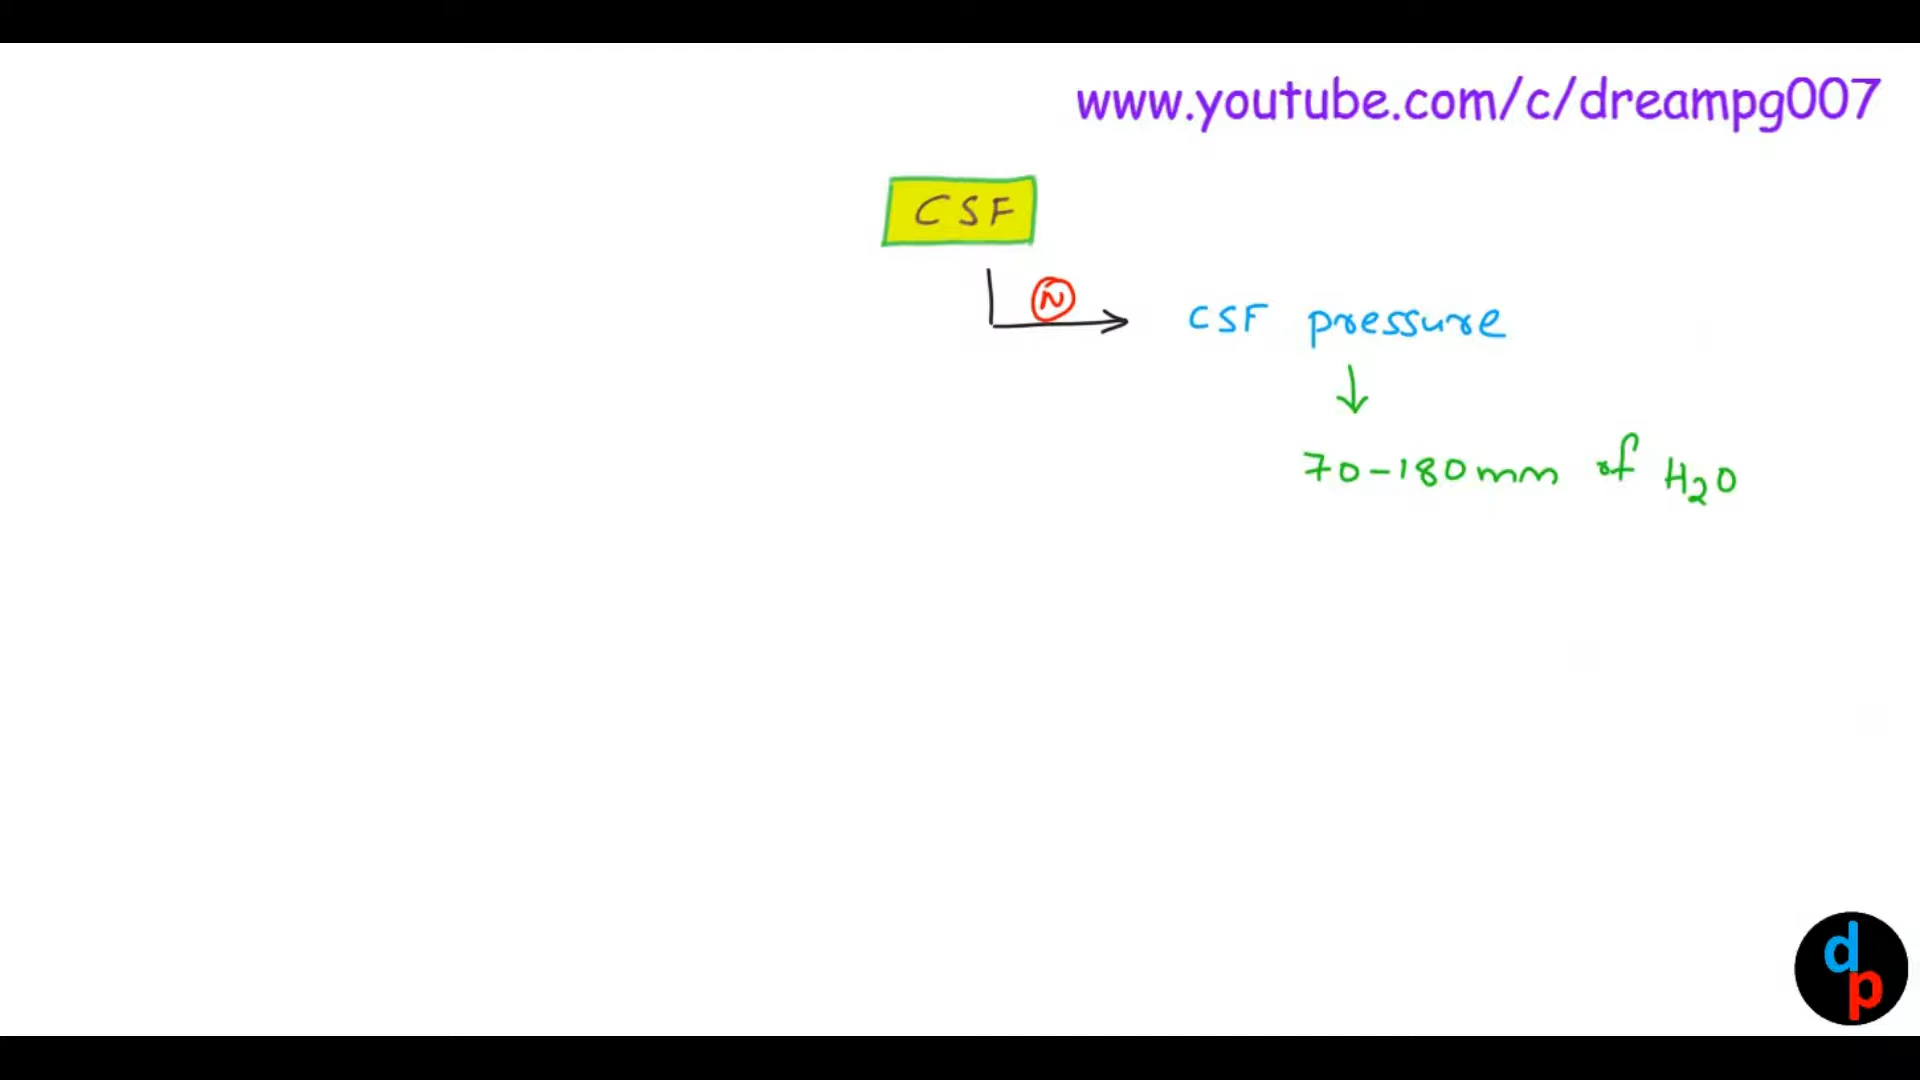 www.youtube.com/c/dreampg007
CSF
N
CSF pressure
70-180mm of H2O
dp